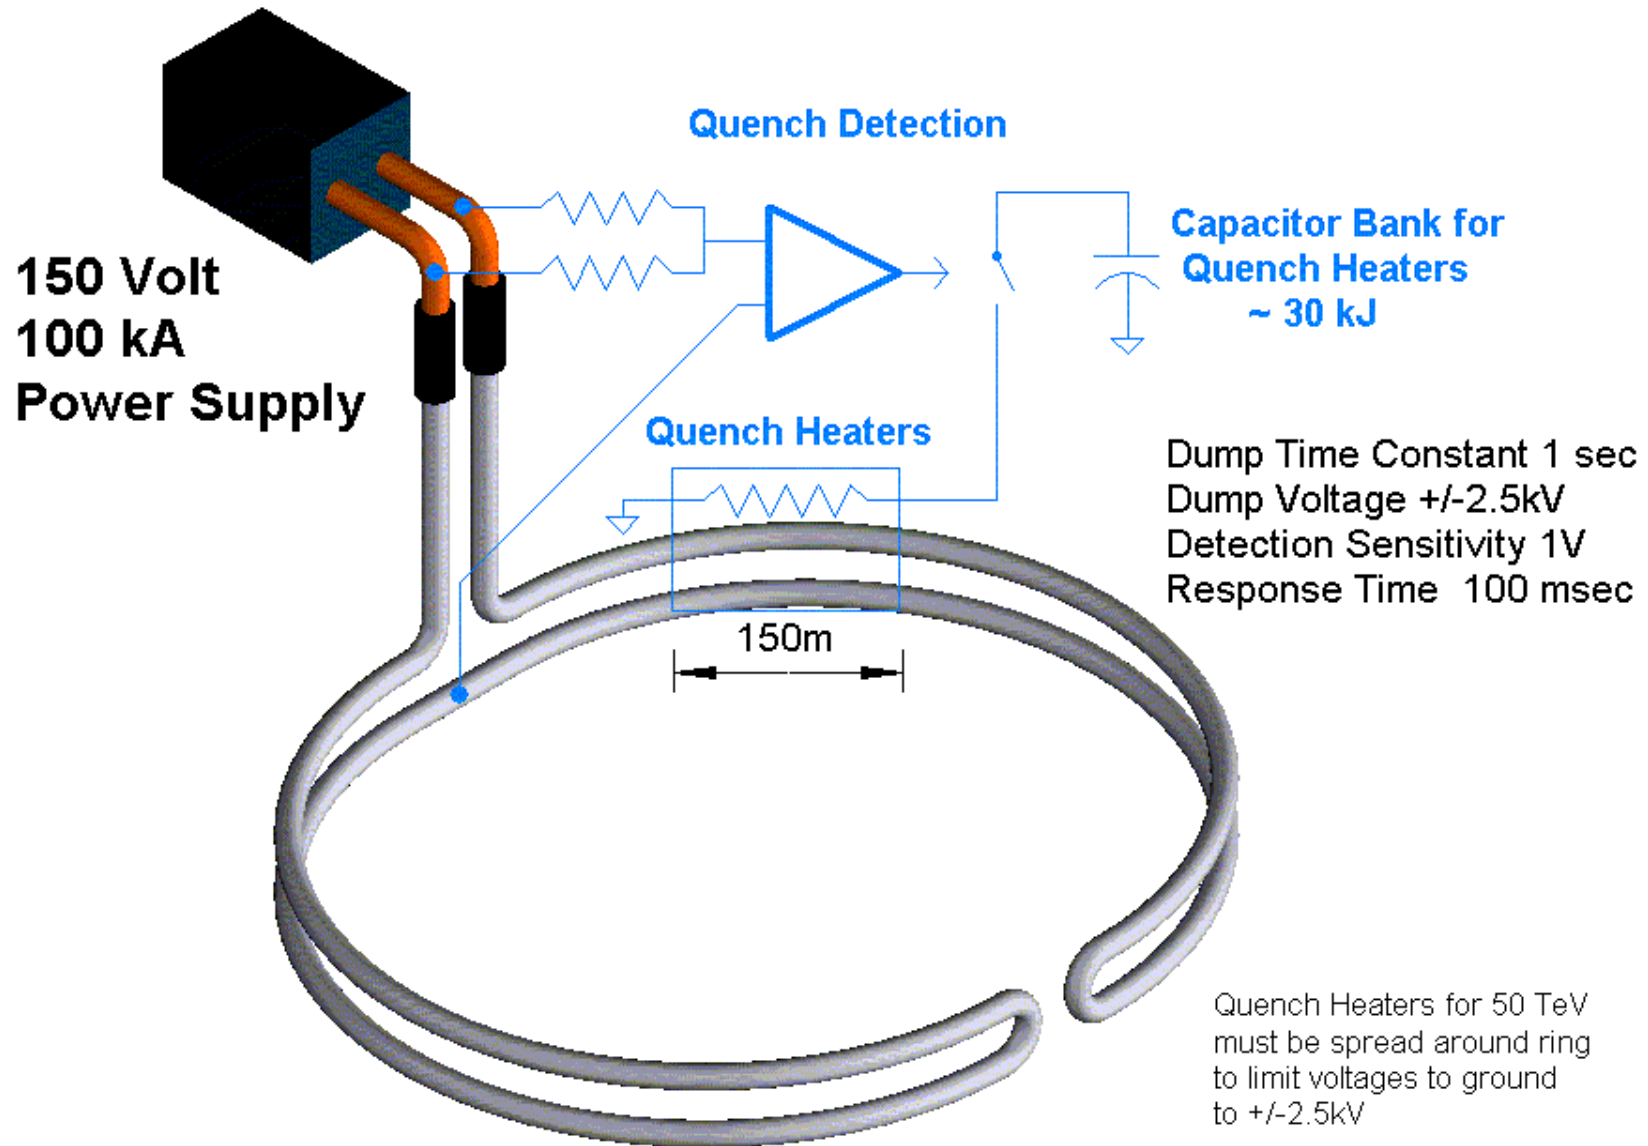 Quench Detection
150 Volt
100 kA
Power Supply
Capacitor Bank for
Quench Heaters
~ 30 kJ
Quench Heaters
Dump Time Constant 1 sec
Dump Voltage +/-2.5kV
Detection Sensitivity 1V
Response Time 100 msec
150m
Quench Heaters for 50 TeV
must be spread around ring
to limit voltages to ground
to +/-2.5kV